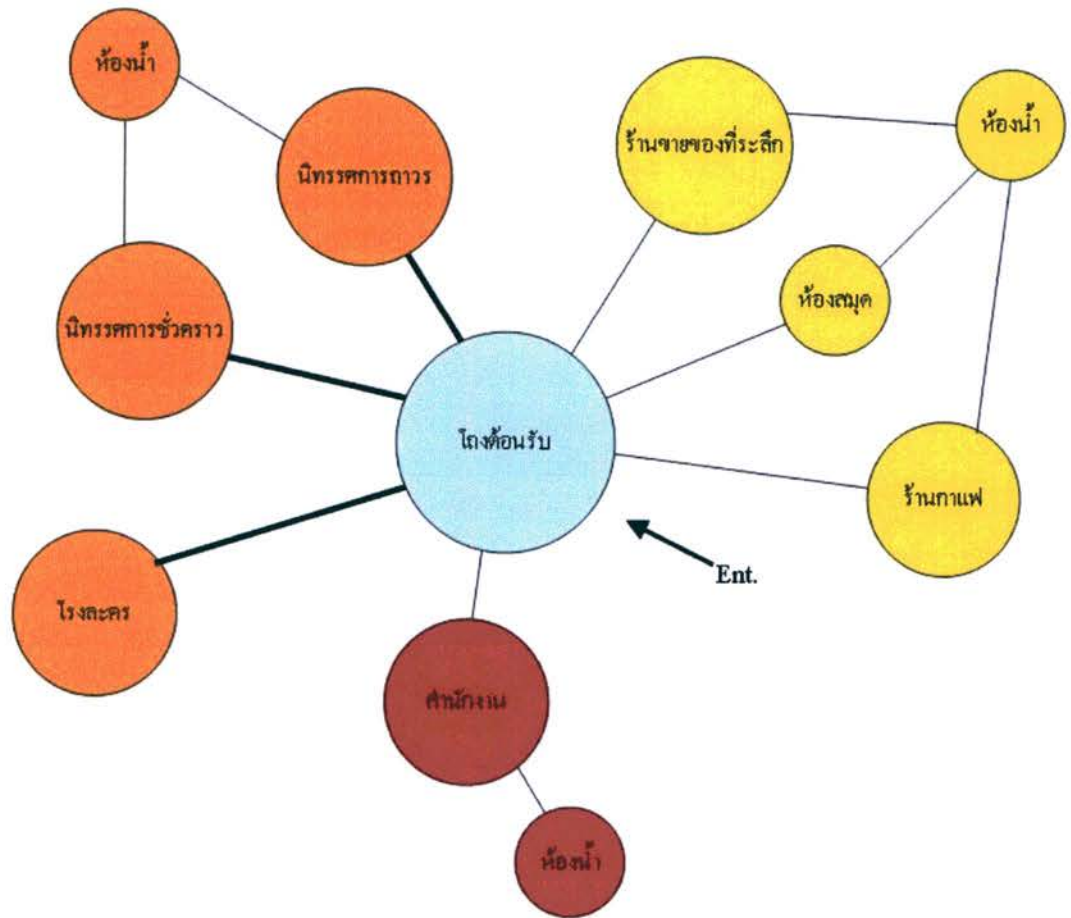 ห้องน้ำ
นิทรรศการถาวร
นิทรรศการชั่วคราว
ร้านขายของที่ระลึก
ห้องน้ำ
ห้องสมุด
โถงต้อนรับ
ร้านกาแฟ
Ent.
โรงละคร
สำนักงาน
ห้องน้ำ